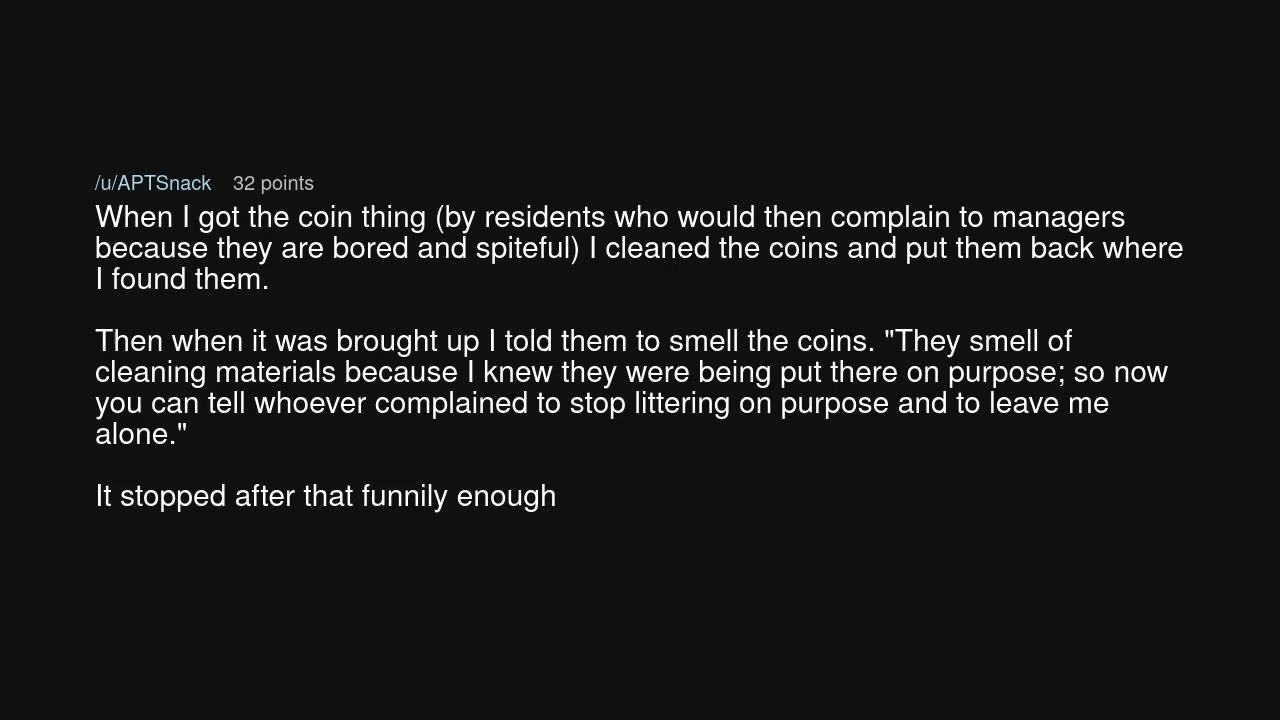 /u/APTSnack 32 points
When I got the coin thing (by residents who would then complain to managers
because they are bored and spiteful) I cleaned the coins and put them back where
I found them.
Then when it was brought up I told them to smell the coins. "They smell of
cleaning materials because I knew they were being put there on purpose; so now
you can tell whoever complained to stop littering on purpose and to leave me
alone."
It stopped after that funnily enough